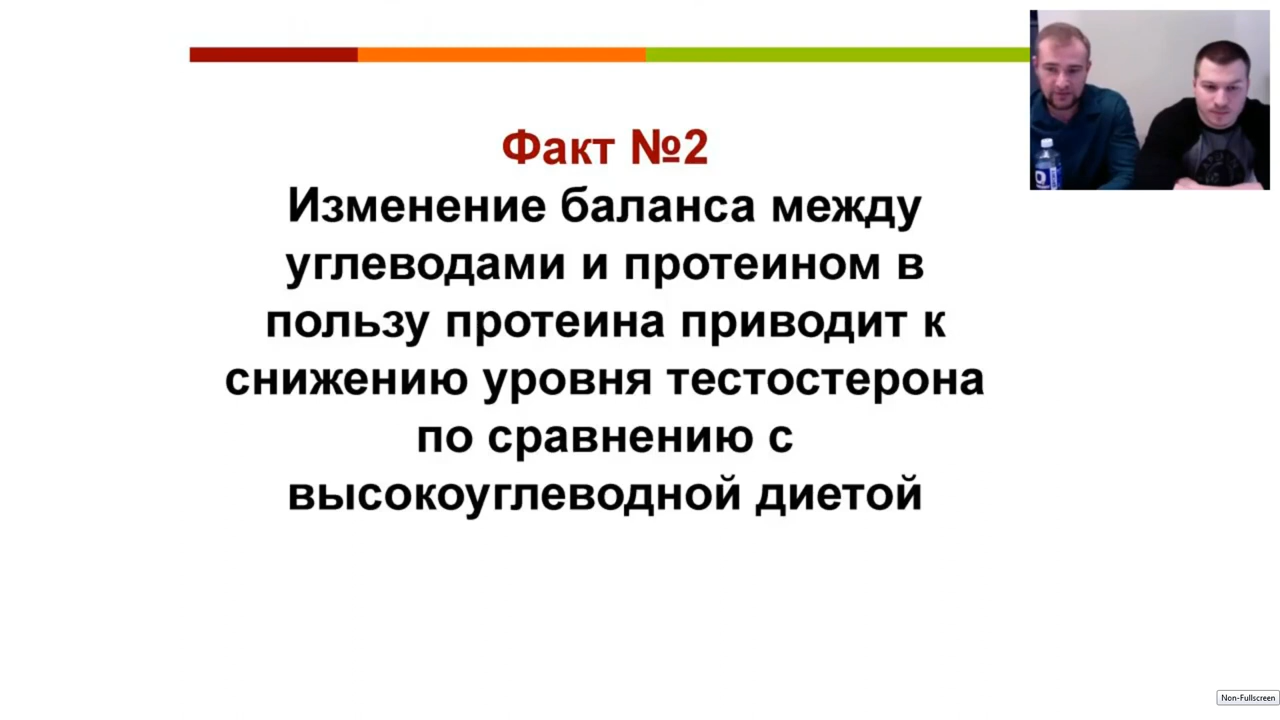 Факт №2
Изменение баланса между
углеводами и протеином в
пользу протеина приводит к
снижению уровня тестостерона
по сравнению с
высокоуглеводной диетой
Non-Fullscreen